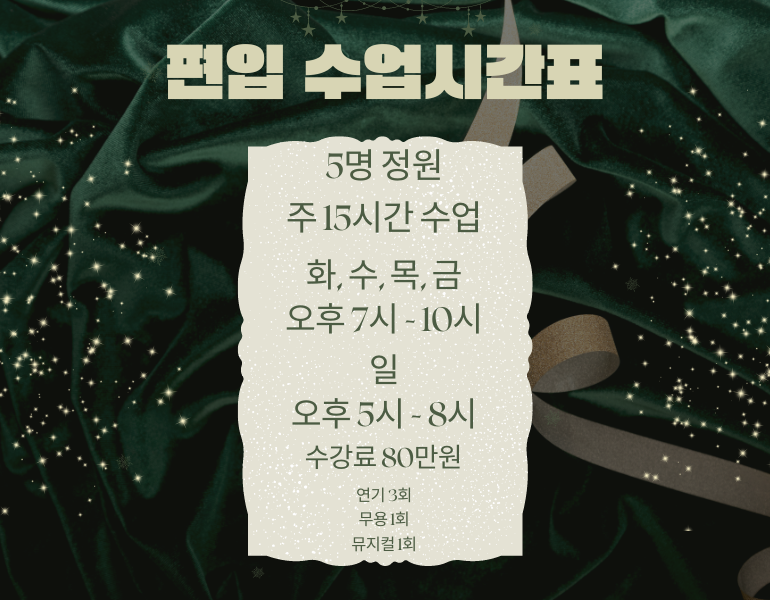 편입 수업시간표
5명 정원
주 15시간 수업
화, 수, 목, 금
오후 7시 - 10시
일
오후 5시 - 8시
수강료 80만원
연기 3회
무용 1회
뮤지컬 1회